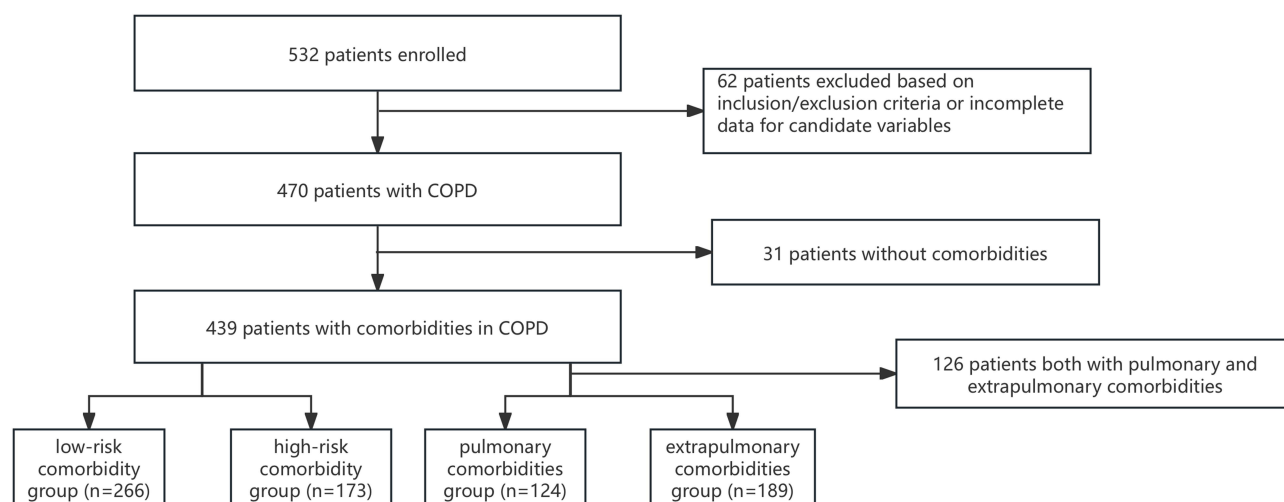 532 patients enrolled
62 patients excluded based on
inclusion/exclusion criteria or incomplete
data for candidate variables
470 patients with COPD
31 patients without comorbidities
439 patients with comorbidities in COPD
126 patients both with pulmonary and
extrapulmonary comorbidities
low-risk
comorbidity
group (n=266)
high-risk
comorbidity
group (n=173)
pulmonary
comorbidities
group (n=124)
extrapulmonary
comorbidities
group (n=189)